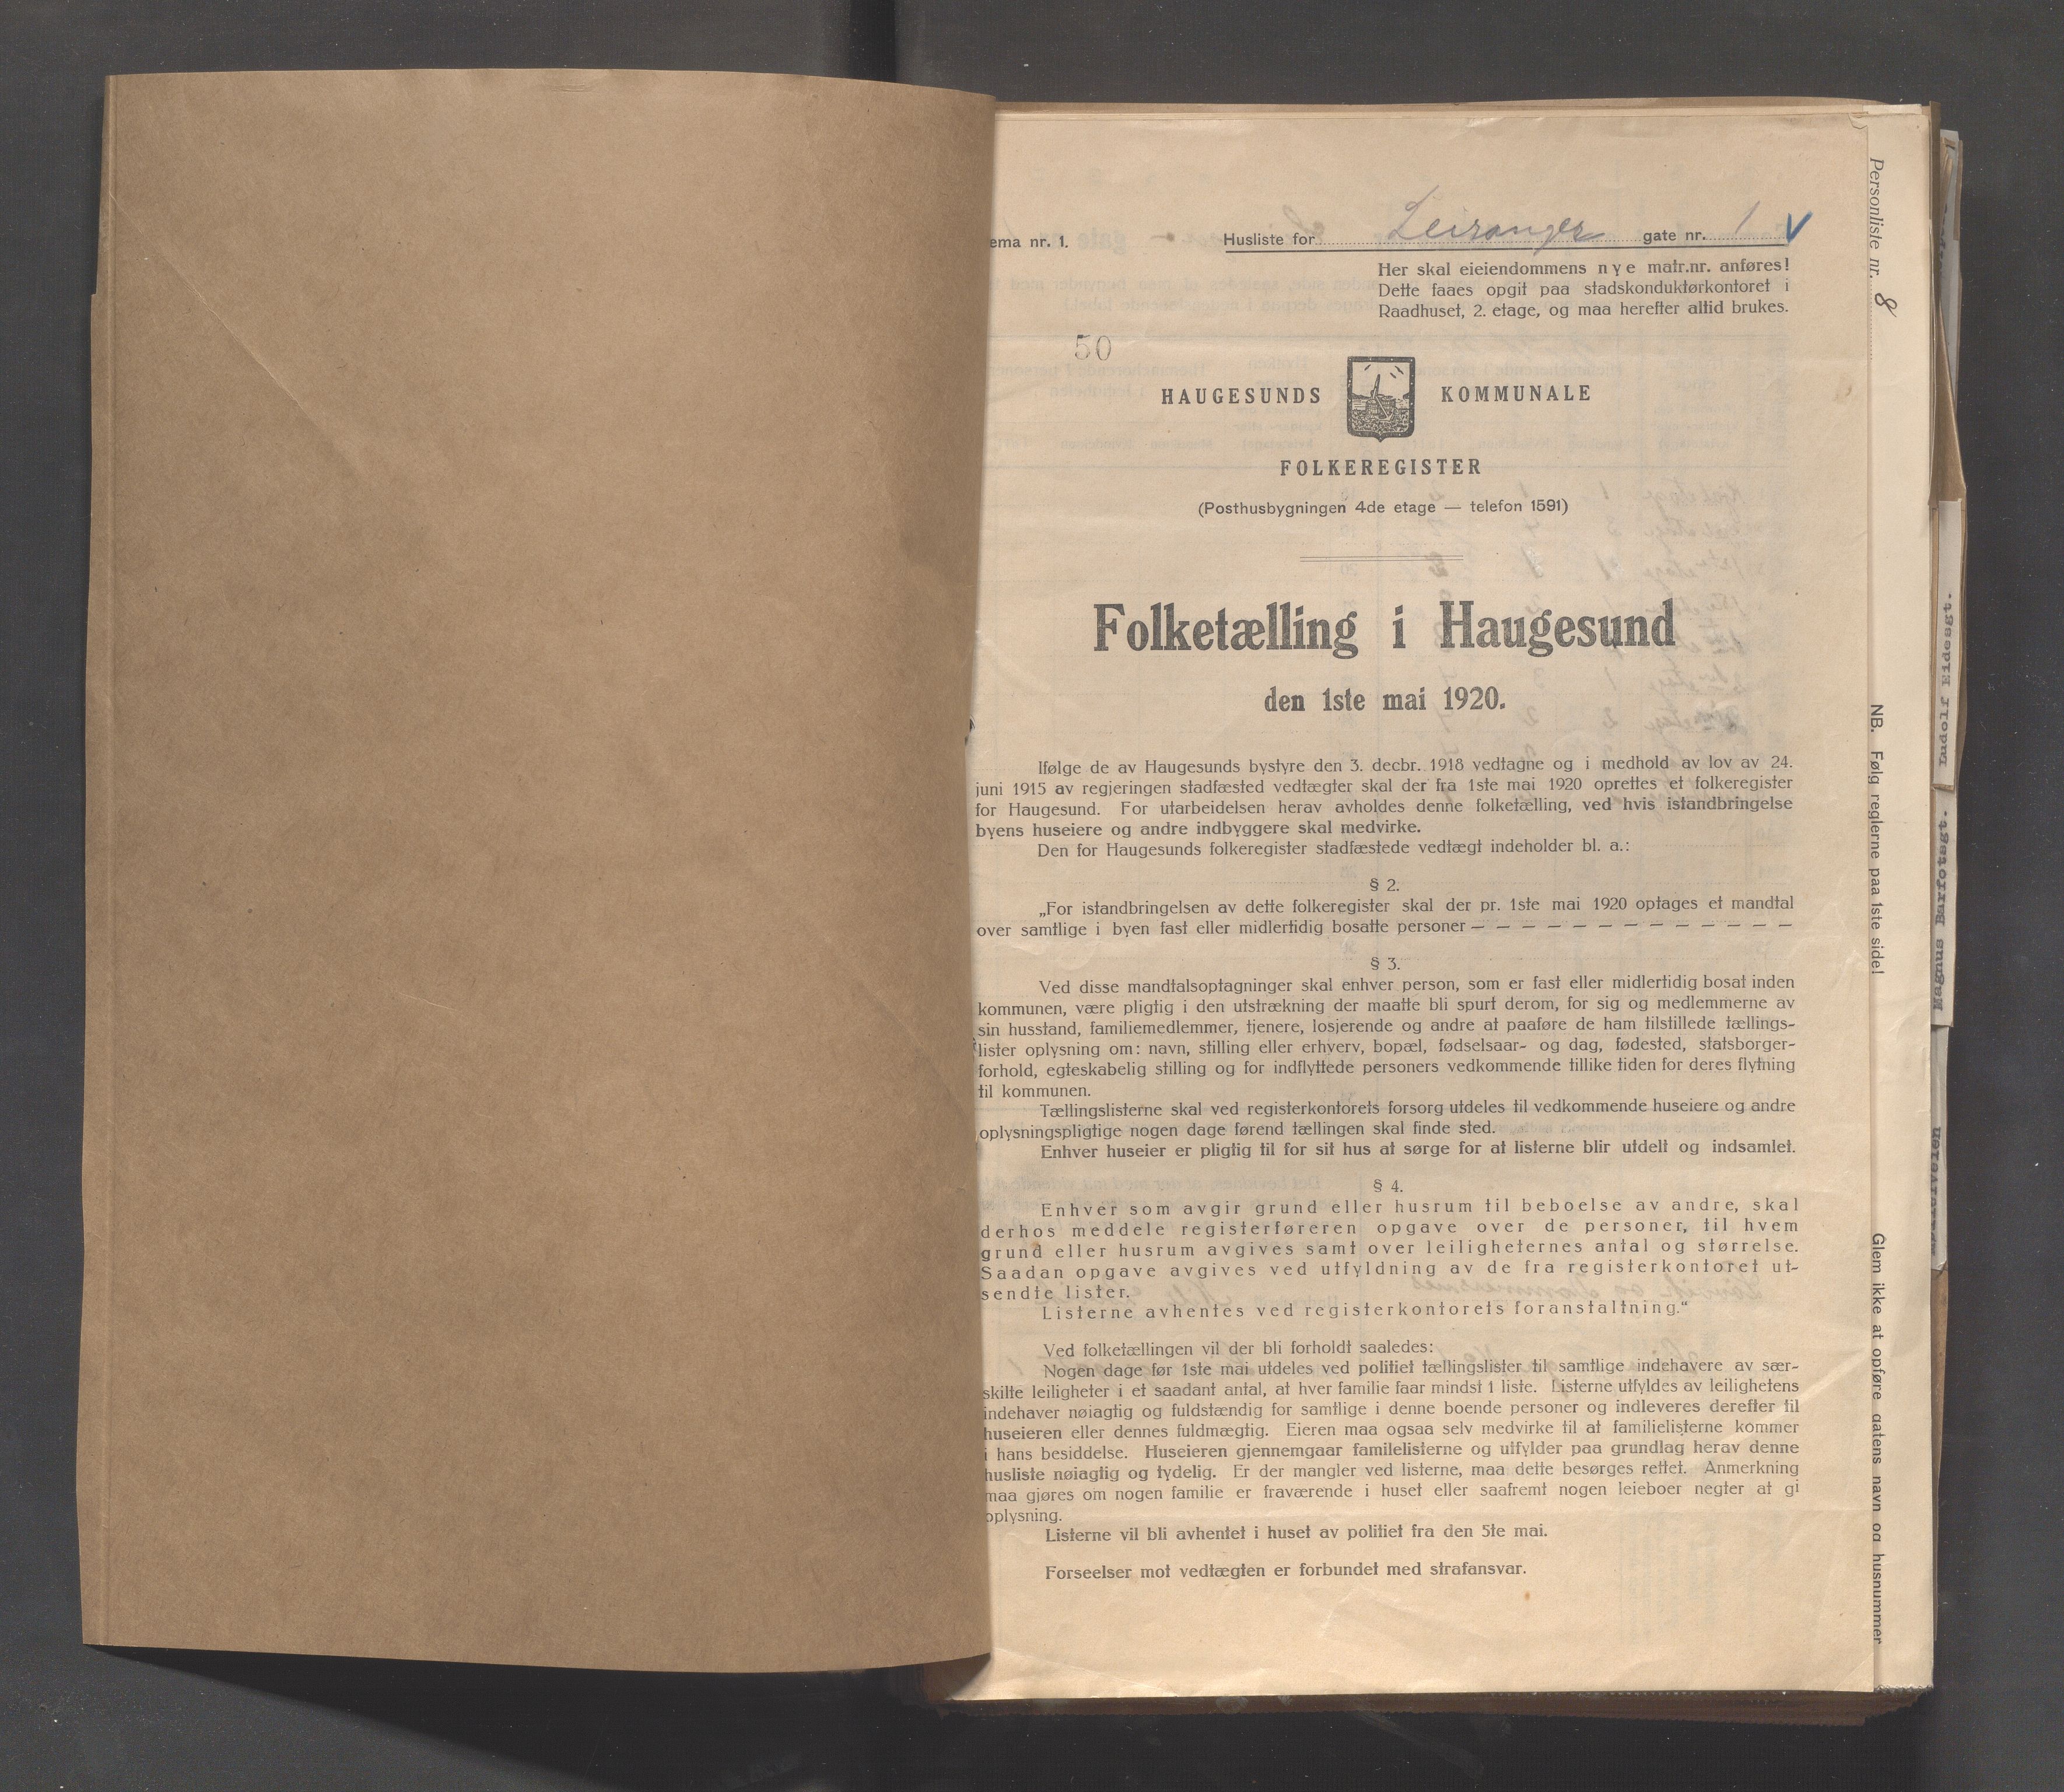 ema nr. 1.
Husliste for Leiranger gate nr. 1 V
Her skal eieiendommens nye matr.nr. anføres!
Dette faaes opgit paa stadskonduktørkontoret i
Raadhuset, 2. etage, og maa herefter altid brukes.
50
HAUGESUNDS KOMMUNALE
FOLKEREGISTER
(Posthusbygningen 4de etage — telefon 1591)
Folketælling i Haugesund
den 1ste mai 1920.
Ifølge de av Haugesunds bystyre den 3. decbr. 1918 vedtagne og i medhold av lov av 24.
juni 1915 av regjeringen stadfæsted vedtægter skal der fra 1ste mai 1920 oprettes et folkeregister
for Haugesund. For utarbeidelsen herav avholdes denne folketælling, ved hvis istandbringelse
byens huseiere og andre indbyggere skal medvirke.
Den for Haugesunds folkeregister stadfæstede vedtægt indeholder bl. a.:
§ 2.
„For istandbringelsen av dette folkeregister skal der pr. 1ste mai 1920 optages et mandtal
over samtlige i byen fast eller midlertidig bosatte personer — — — — — — — — — — — — —
§ 3.
Ved disse mandtalsoptagninger skal enhver person, som er fast eller midlertidig bosat inden
kommunen, være pligtig i den utstrækning der maatte bli spurt derom, for sig og medlemmerne av
sin husstand, familiemedlemmer, tjenere, losjerende og andre at paaføre de ham tilstillede tællings-
lister oplysning om: navn, stilling eller erhverv, bopæl, fødselsaar- og dag, fødested, statsborger-
forhold, egteskabelig stilling og for indflyttede personers vedkommende tillike tiden for deres flytning
til kommunen.
Tællingslisterne skal ved registerkontorets forsorg utdeles til vedkommende huseiere og andre
oplysningspligtige nogen dage førend tællingen skal finde sted.
Enhver huseier er pligtig til for sit hus at sørge for at listerne blir utdelt og indsamlet.
§ 4.
Enhver som avgir grund eller husrum til beboelse av andre, skal
derhos meddele registerføreren opgave over de personer, til hvem
grund eller husrum avgives samt over leiligheternes antal og størrelse.
Saadan opgave avgives ved utfyldning av de fra registerkontoret ut-
sendte lister.
Listerne avhentes ved registerkontorets foranstaltning.“
Ved folketællingen vil der bli forholdt saaledes:
Nogen dage før 1ste mai utdeles ved politiet tællingslister til samtlige indehavere av sær-
skilte leiligheter i et saadant antal, at hver familie faar mindst 1 liste. Listerne utfyldes av leilighetens
indehaver nøiagtig og fuldstændig for samtlige i denne boende personer og indleveres derefter til
huseieren eller dennes fuldmægtig. Eieren maa ogsaa selv medvirke til at familielisterne kommer
i hans besiddelse. Huseieren gjennemgaar familelisterne og utfylder paa grundlag herav denne
husliste nøiagtig og tydelig. Er der mangler ved listerne, maa dette besørges rettet. Anmerkning
maa gjøres om nogen familie er fraværende i huset eller saafremt nogen leieboer negter at gi
oplysning.
Listerne vil bli avhentet i huset av politiet fra den 5te mai.
Forseelser mot vedtægten er forbundet med strafansvar.
Personliste nr. 8
NB. Følg reglerne paa 1ste side!
Glem ikke at opføre gatens navn og husnummer
Ludolf Eidesgt.
Magnus Barfotsgt.